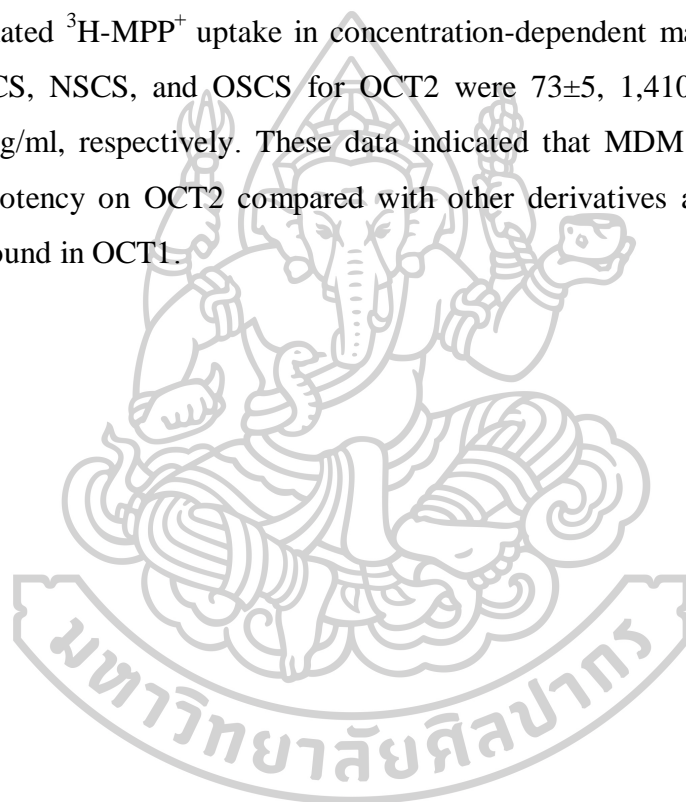 ated ³H-MPP⁺ uptake in concentration-dependent ma
CS, NSCS, and OSCS for OCT2 were 73±5, 1,410
g/ml, respectively. These data indicated that MDM
otency on OCT2 compared with other derivatives a
ound in OCT1.
มหาวิทยาลัยศิลปากร